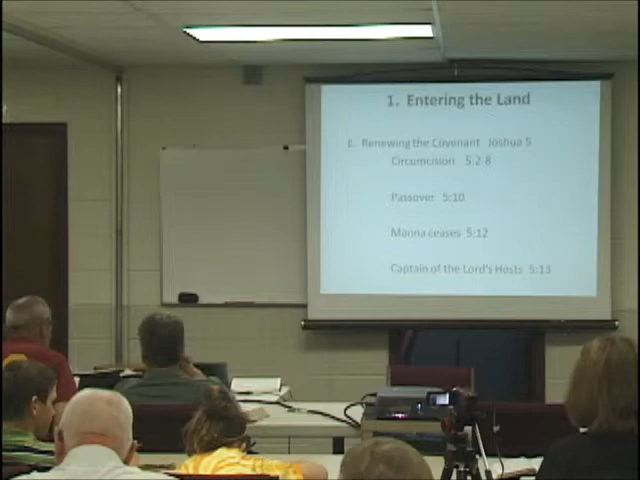 1. Entering the Land
E. Renewing the Covenant Joshua 5
Circumcision 5:2-8
Passover 5:10
Manna ceases 5:12
Captain of the Lord's Hosts 5:13